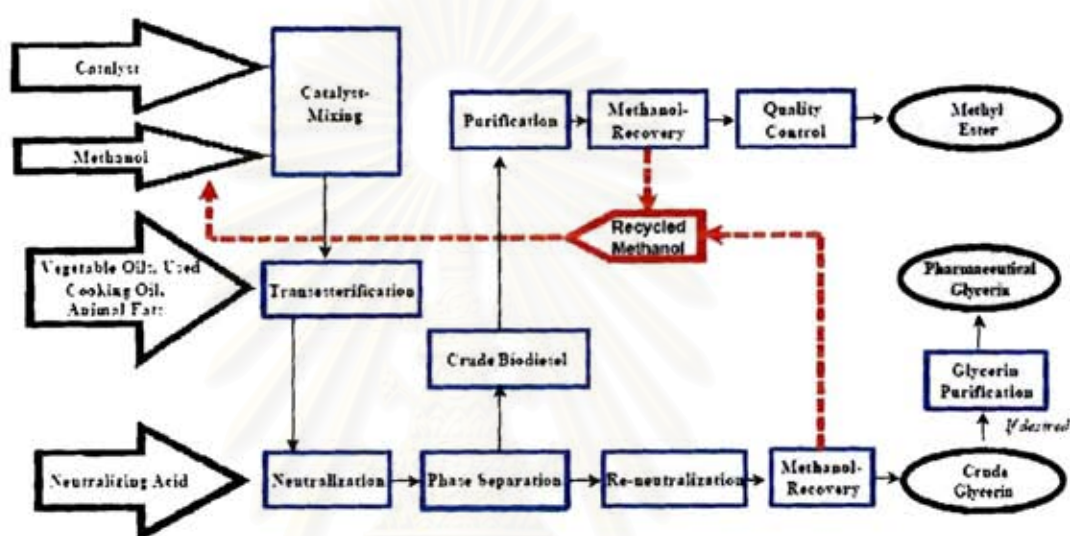 Catalyst
Catalyst-
Mixing
Methanol
Purification
Methanol-
Recovery
Quality
Control
Methyl
Ester
Recycled
Methanol
Vegetable Oils, Used
Cooking Oil,
Animal Fats
Transesterification
Pharmaceutical
Glycerin
Crude Biodiesel
Glycerin
Purification
If desired
Neutralizing Acid
Neutralization
Phase Separation
Re-neutralization
Methanol-
Recovery
Crude
Glycerin